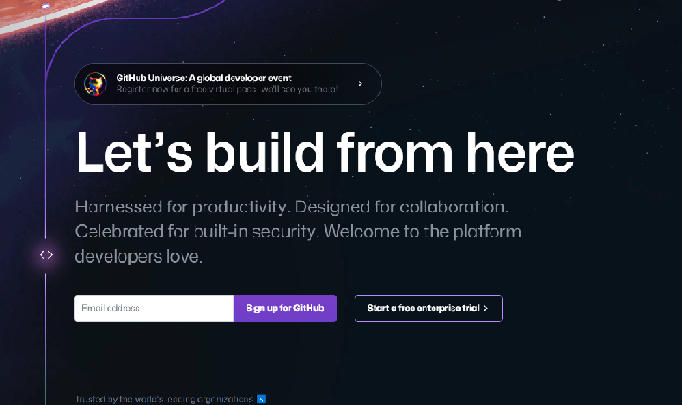 GitHub Universe: A global developer event
Register now for a free virtual pass. We'll see you there!
Let's build from here
Harnessed for productivity. Designed for collaboration.
Celebrated for built-in security. Welcome to the platform
developers love.
Email address
Sign up for GitHub
Start a free enterprise trial
Trusted by the world's leading organizations